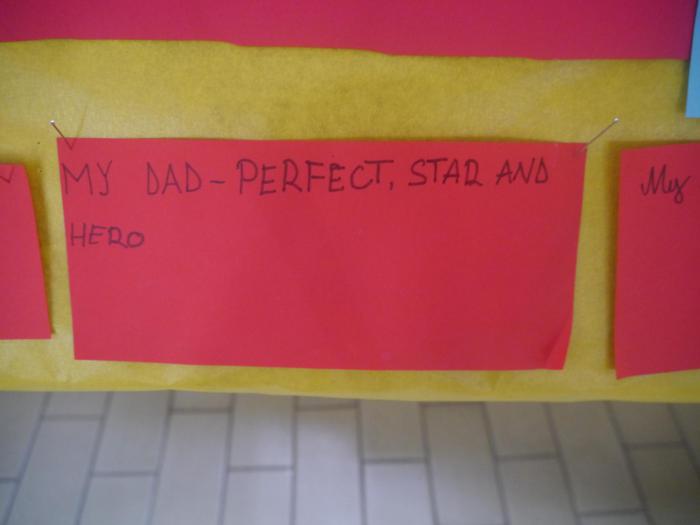 MY DAD - PERFECT, STAR AND
HERO
My